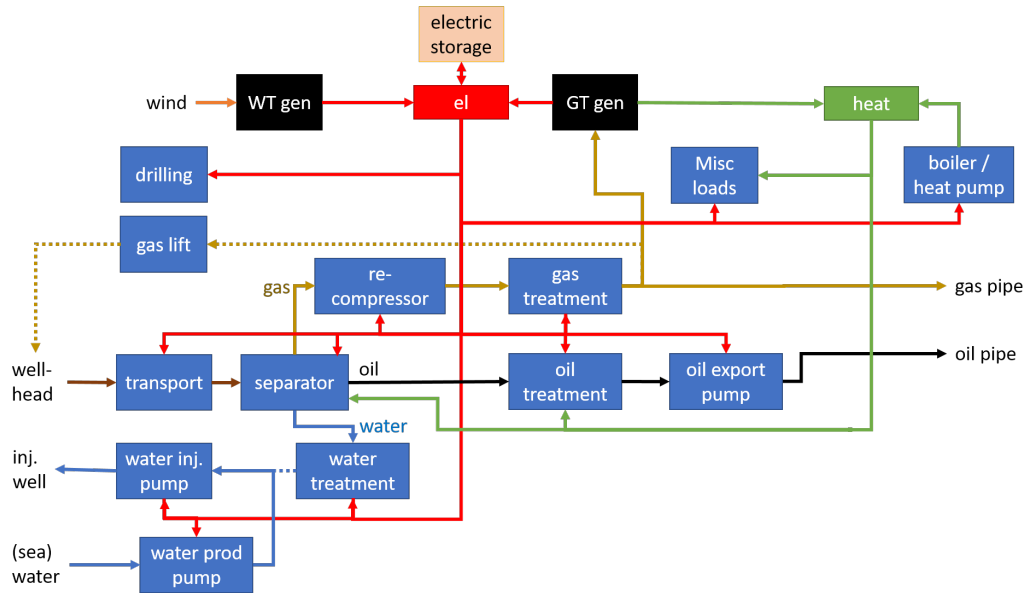 electric
storage
wind
WT gen
el
GT gen
heat
drilling
Misc
loads
boiler /
heat pump
gas lift
gas
re-
compressor
gas
treatment
gas pipe
well-
head
transport
separator
oil
oil
treatment
oil export
pump
oil pipe
water
inj.
well
water inj.
pump
water
treatment
(sea)
water
water prod
pump